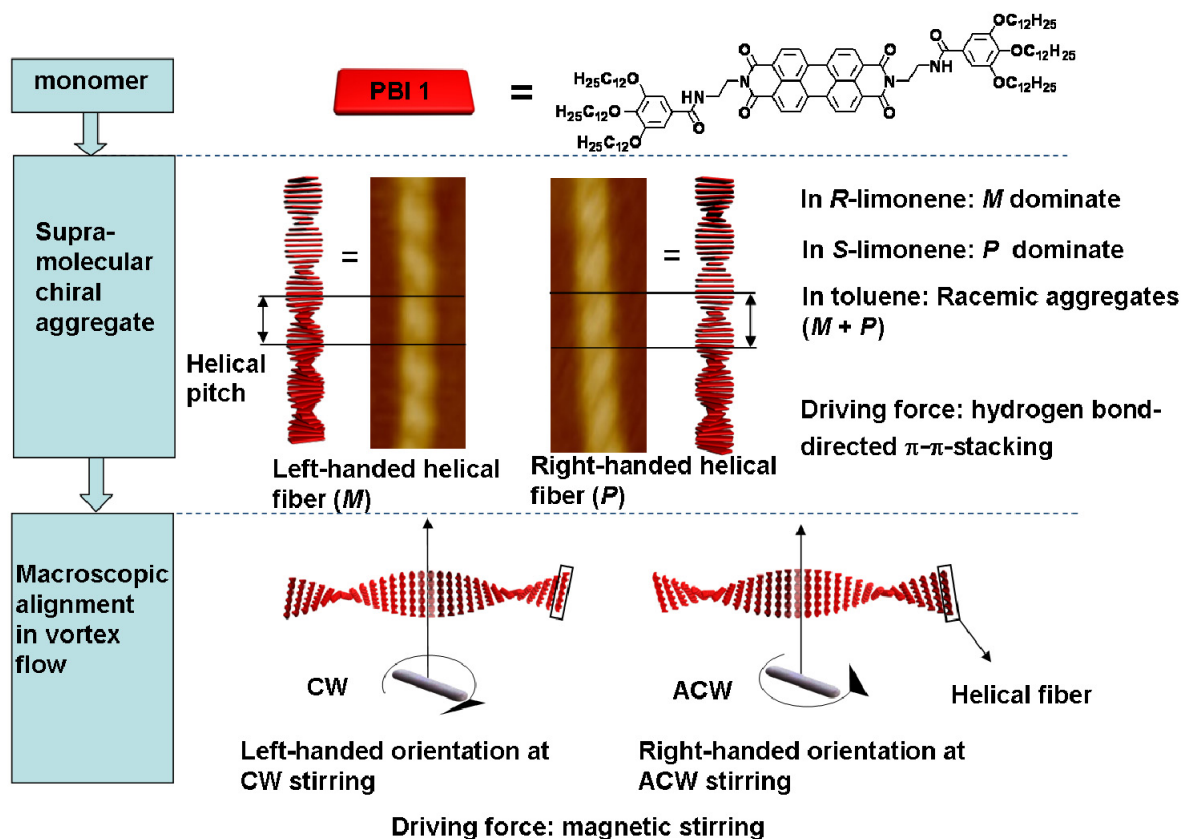 monomer
PBI 1
=
H25C12O
H25C12O
H25C12O
O
NH
N
O
O
O
O
N
NH
O
OC12H25
OC12H25
OC12H25
Supra-
molecular
chiral
aggregate
Helical
pitch
=
=
Left-handed helical
fiber (M)
Right-handed helical
fiber (P)
In R-limonene: M dominate
In S-limonene: P dominate
In toluene: Racemic aggregates
(M + P)
Driving force: hydrogen bond-
directed π-π-stacking
Macroscopic
alignment
in vortex
flow
CW
ACW
Helical fiber
Left-handed orientation at
CW stirring
Right-handed orientation at
ACW stirring
Driving force: magnetic stirring